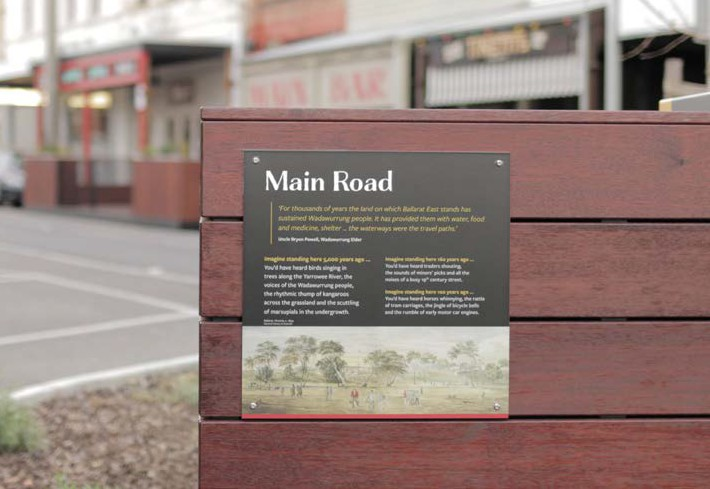 MAIN BAR
Main Road
'For thousands of years the land on which Ballarat East stands has
sustained Wadawurrung people. It has provided them with water, food
and medicine, shelter ... the waterways were the travel paths.'
Uncle Bryon Powell, Wadawurrung Elder
Imagine standing here 5,000 years ago ...
You'd have heard birds singing in
trees along the Yarrowee River, the
voices of the Wadawurrung people,
the rhythmic thump of kangaroos
across the grassland and the scuttling
of marsupials in the undergrowth.
Imagine standing here 160 years ago ...
You'd have heard traders shouting,
the sounds of miners' picks and all the
noises of a busy 19th century street.
Imagine standing here 100 years ago ...
You'd have heard horses whinnying, the rattle
of tram carriages, the jingle of bicycle bells
and the rumble of early motor car engines.